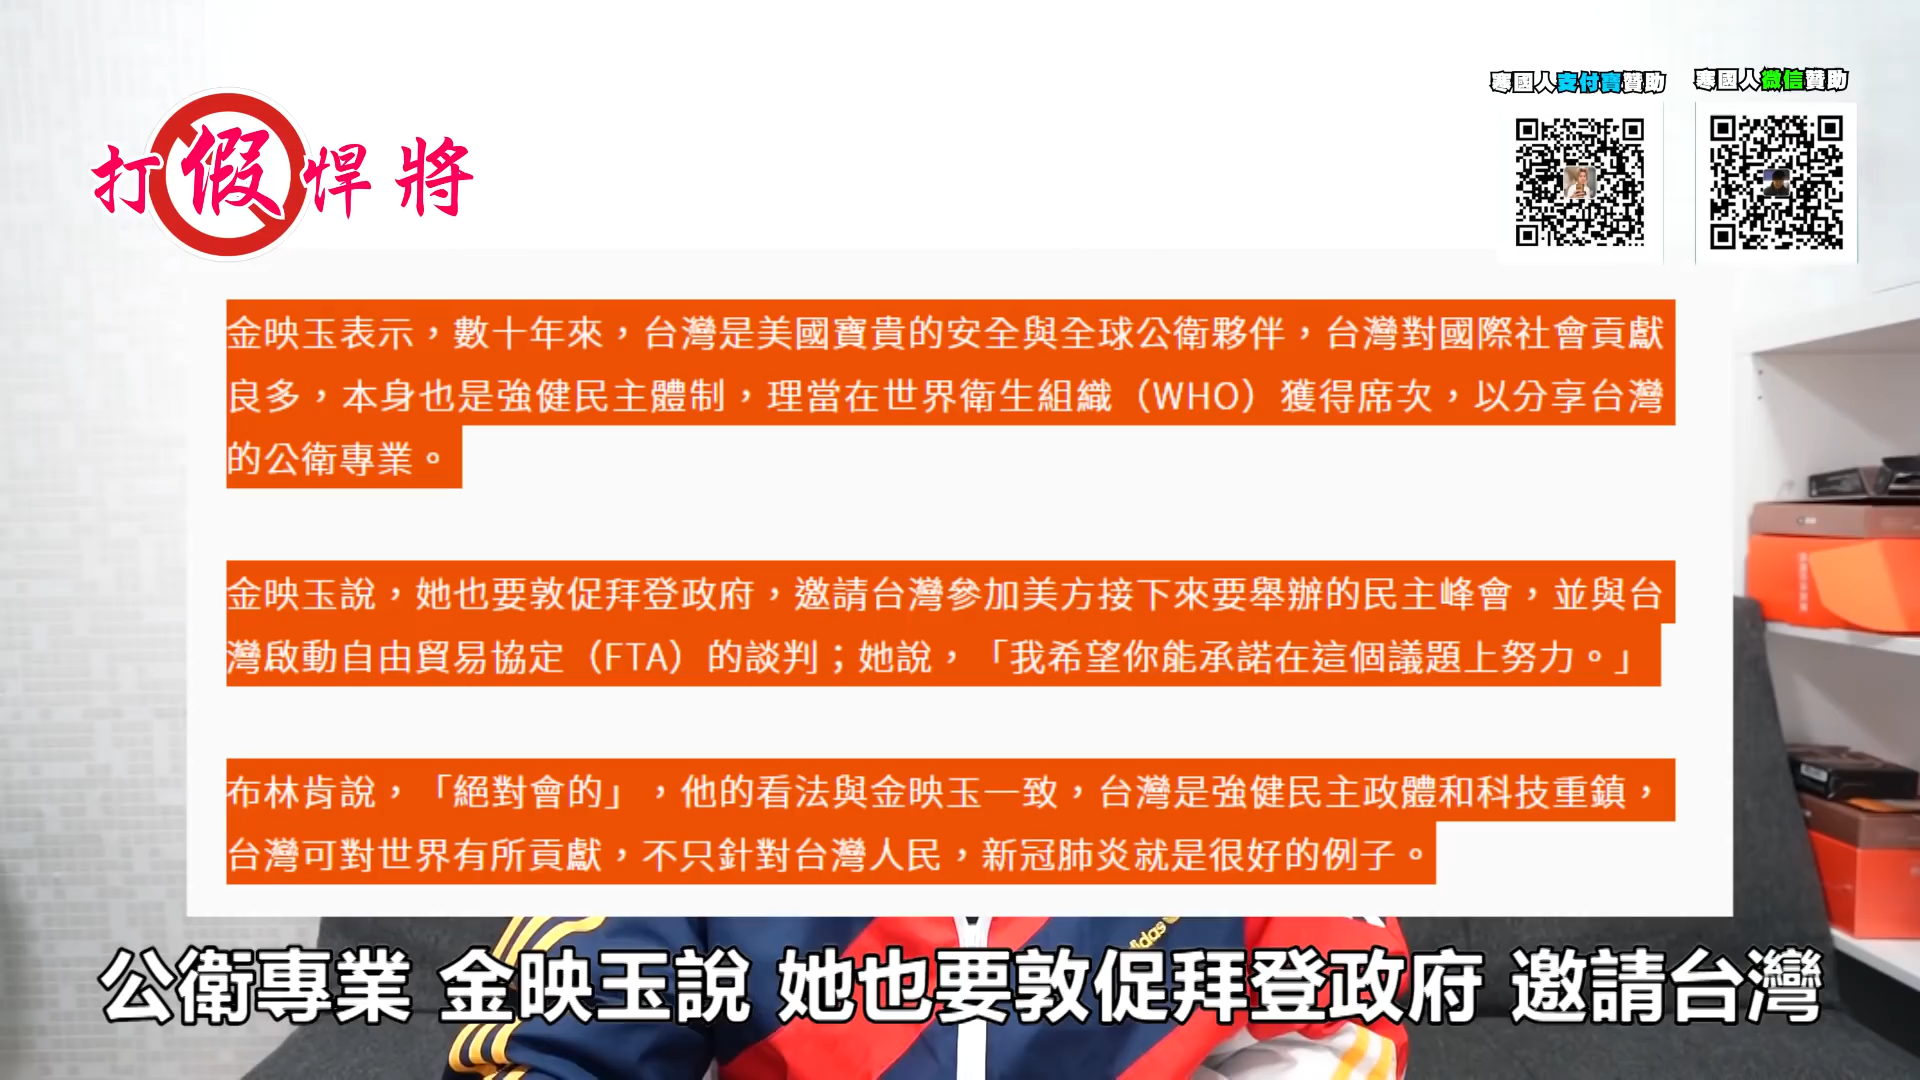 寒國人支付寶贊助
寒國人微信贊助
打假悍將
金映玉表示，數十年來，台灣是美國寶貴的安全與全球公衛夥伴，台灣對國際社會貢獻
良多，本身也是強健民主體制，理當在世界衛生組織（WHO）獲得席次，以分享台灣
的公衛專業。
金映玉說，她也要敦促拜登政府，邀請台灣參加美方接下來要舉辦的民主峰會，並與台
灣啟動自由貿易協定（FTA）的談判；她說，「我希望你能承諾在這個議題上努力。」
布林肯說，「絕對會的」，他的看法與金映玉一致，台灣是強健民主政體和科技重鎮，
台灣可對世界有所貢獻，不只針對台灣人民，新冠肺炎就是很好的例子。
adidas
公衛專業 金映玉說 她也要敦促拜登政府 邀請台灣